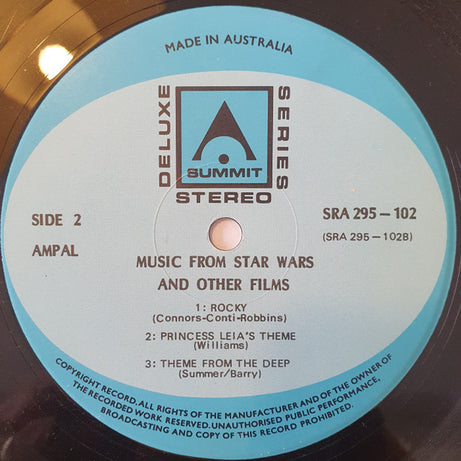 MADE IN AUSTRALIA
DELUXE
SERIES
SUMMIT
STEREO
SIDE 2
SRA 295 – 102
AMPAL
(SRA 295 – 102B)
MUSIC FROM STAR WARS
AND OTHER FILMS
1: ROCKY
(Connors-Conti-Robbins)
2: PRINCESS LEIA'S THEME
(Williams)
3: THEME FROM THE DEEP
(Summer/Barry)
COPYRIGHT RECORD. ALL RIGHTS OF THE MANUFACTURER AND OF THE OWNER OF
THE RECORDED WORK RESERVED. UNAUTHORISED PUBLIC PERFORMANCE,
BROADCASTING AND COPY OF THIS RECORD PROHIBITED.